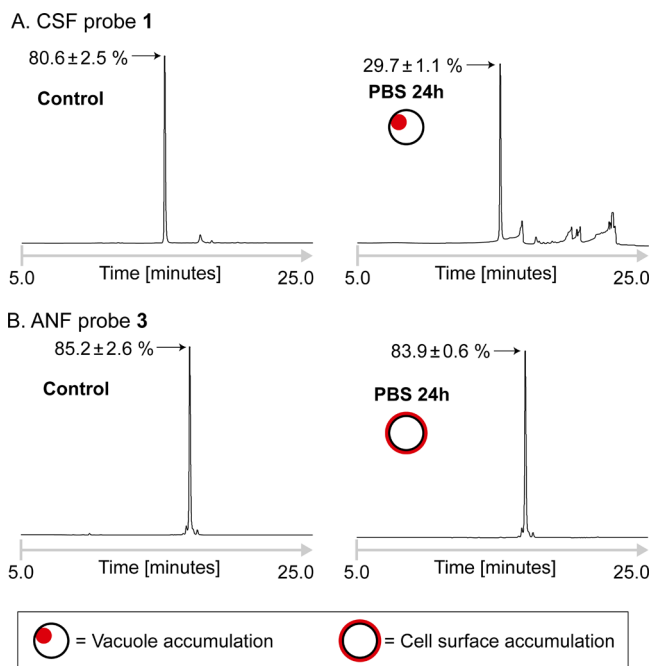 A. CSF probe 1
80.6±2.5 %
Control
29.7±1.1 %
PBS 24h
5.0 Time [minutes] 25.0
5.0 Time [minutes] 25.0
B. ANF probe 3
85.2±2.6 %
Control
83.9±0.6 %
PBS 24h
5.0 Time [minutes] 25.0
5.0 Time [minutes] 25.0
= Vacuole accumulation
= Cell surface accumulation